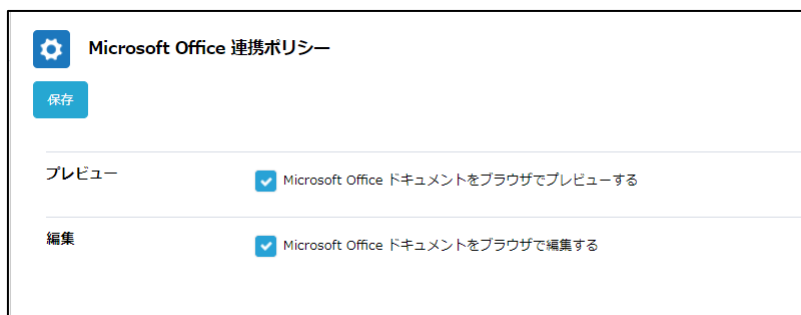 Microsoft Office 連携ポリシー
保存
プレビュー
Microsoft Office ドキュメントをブラウザでプレビューする
編集
Microsoft Office ドキュメントをブラウザで編集する